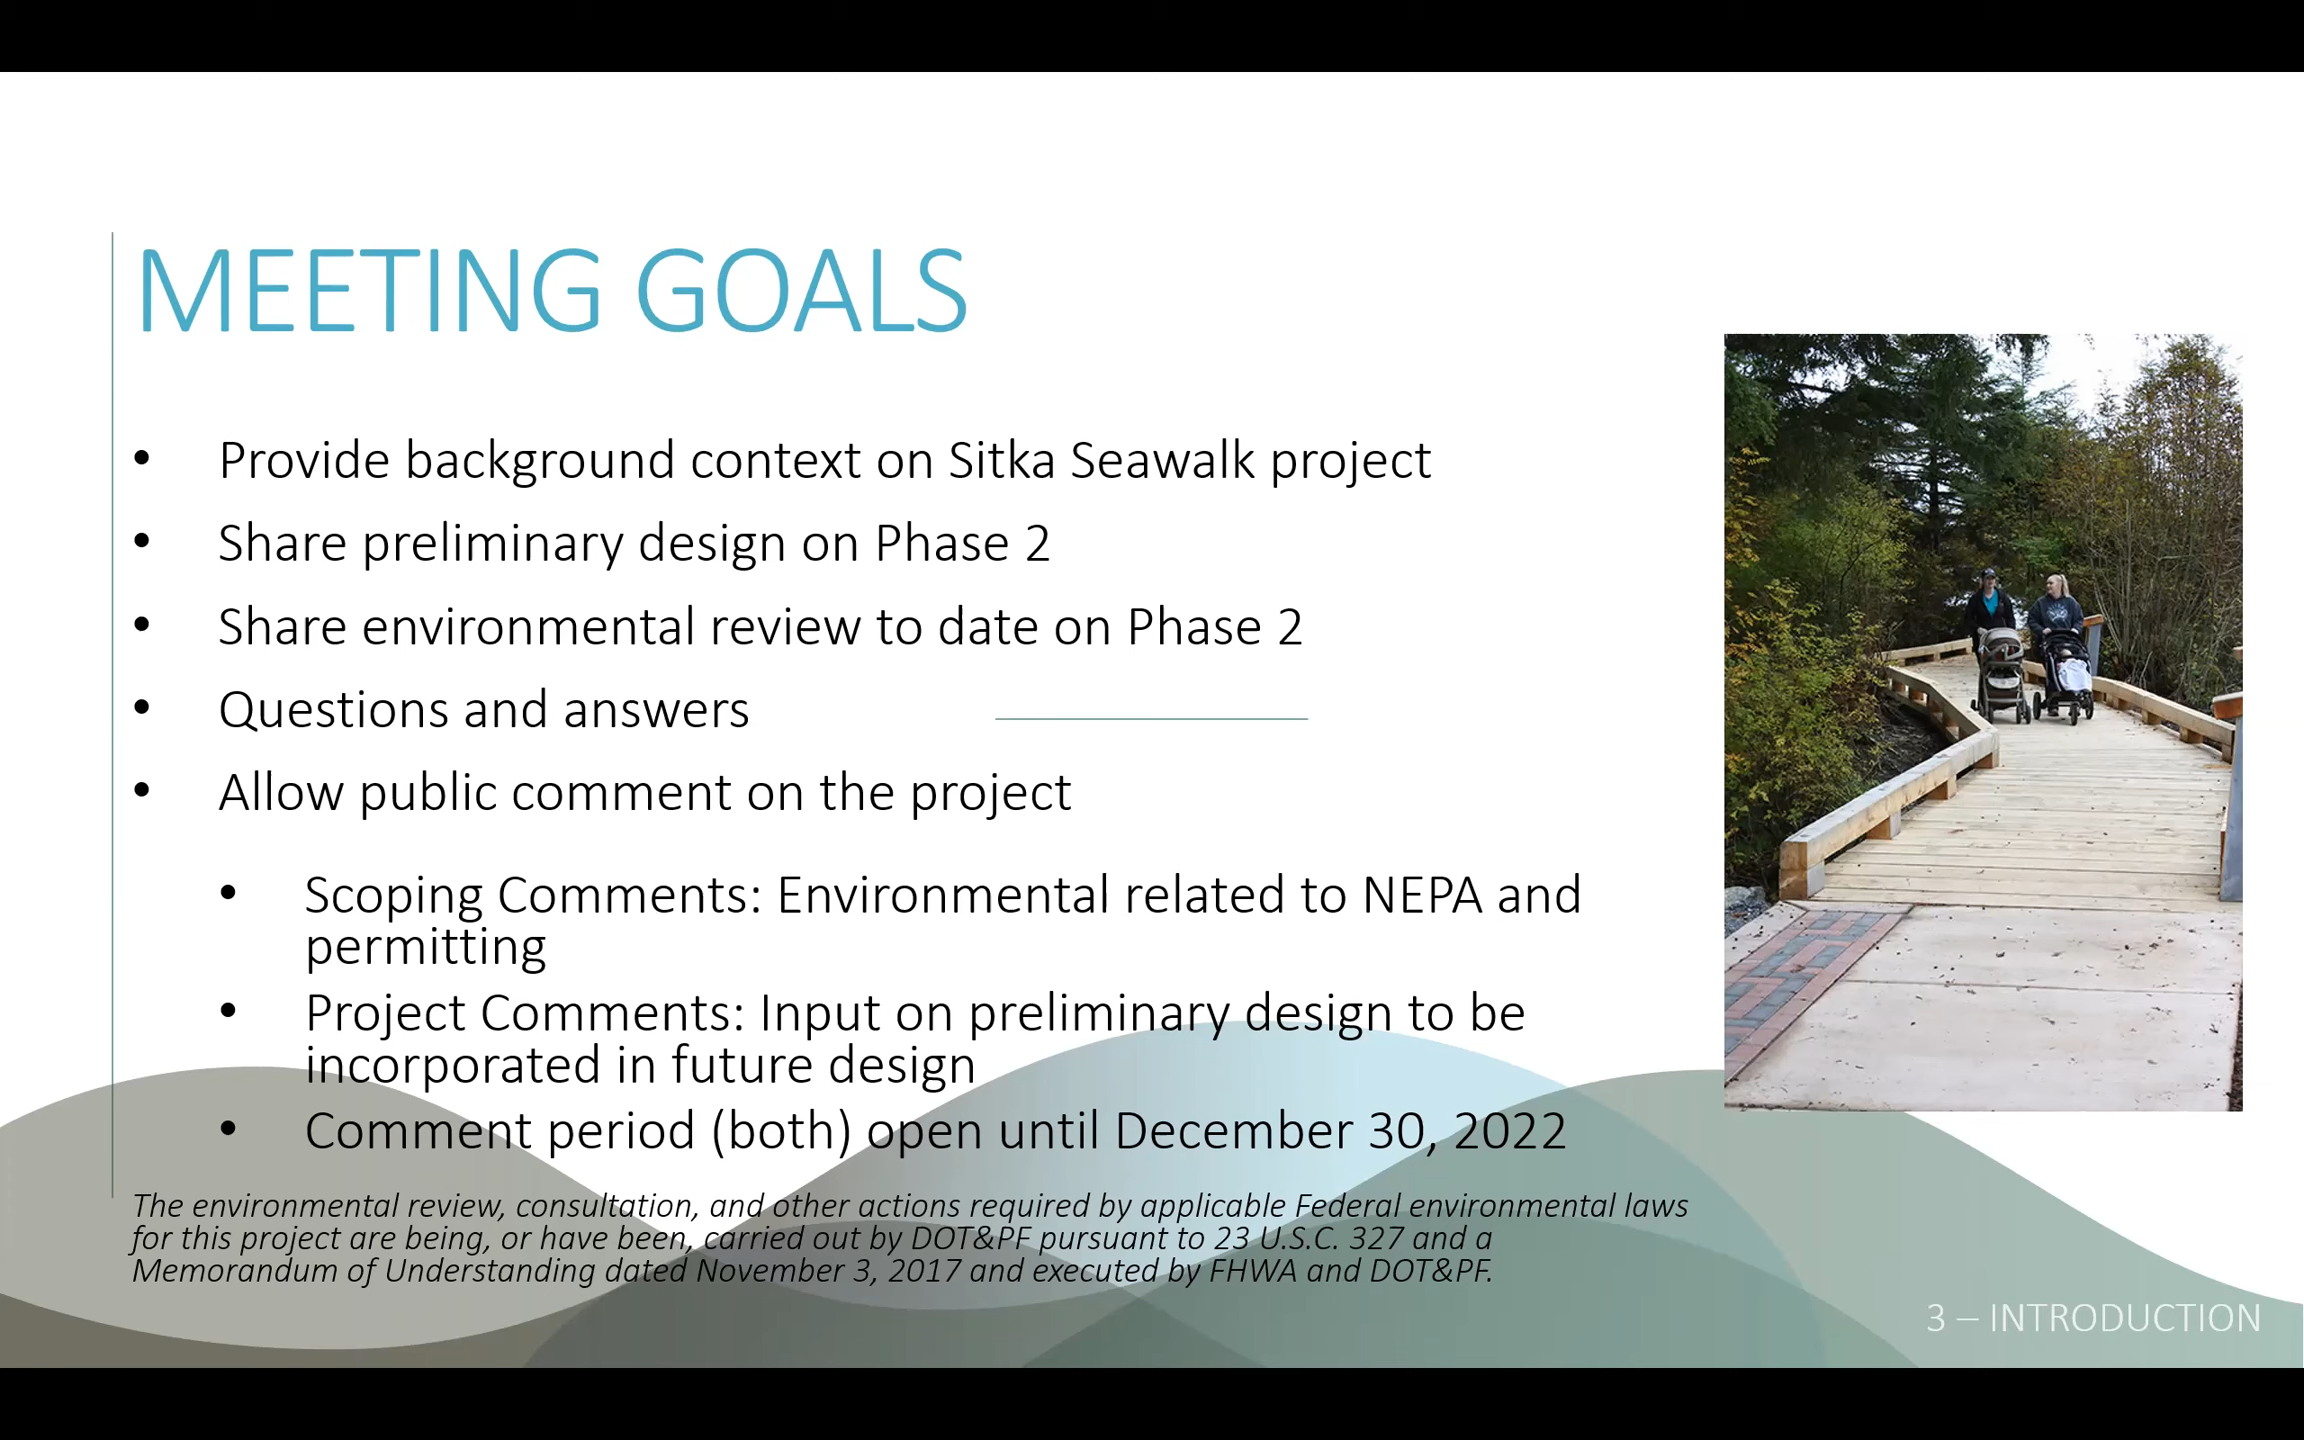 MEETING GOALS
• Provide background context on Sitka Seawalk project
• Share preliminary design on Phase 2
• Share environmental review to date on Phase 2
• Questions and answers
• Allow public comment on the project
• Scoping Comments: Environmental related to NEPA and
permitting
• Project Comments: Input on preliminary design to be
incorporated in future design
• Comment period (both) open until December 30, 2022
The environmental review, consultation, and other actions required by applicable Federal environmental laws
for this project are being, or have been, carried out by DOT&PF pursuant to 23 U.S.C. 327 and a
Memorandum of Understanding dated November 3, 2017 and executed by FHWA and DOT&PF.
3 – INTRODUCTION